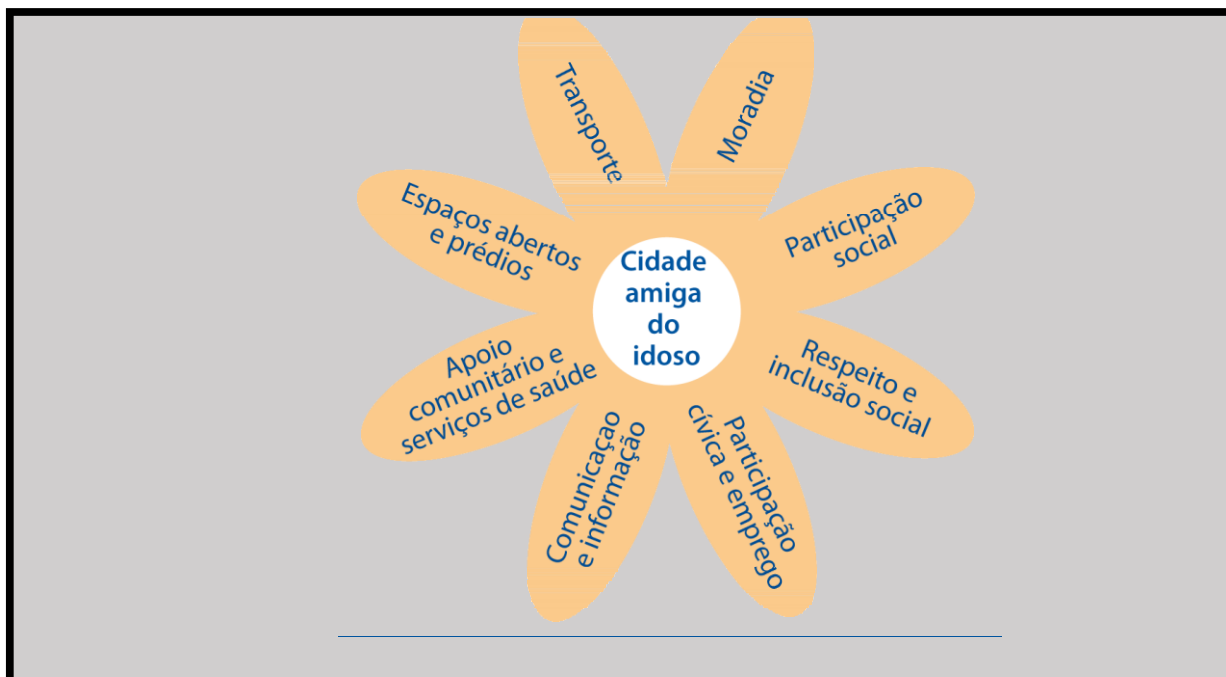 Transporte
Moradia
Espaços abertos
e prédios
Participação
social
Cidade
amiga
do
idoso
Apoio
comunitário e
serviços de saúde
Respeito e
inclusão social
Comunicaçao
e informação
Participação
cívica e emprego